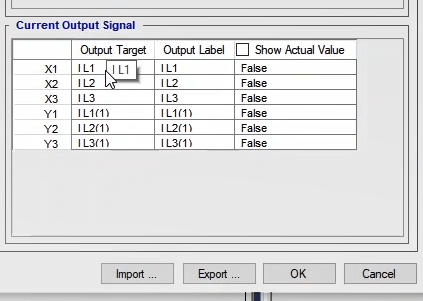 Current Output Signal
Output Target Output Label Show Actual Value
X1 I L1 I L1 I L1 False
X2 I L2 I L2 False
X3 I L3 I L3 False
Y1 I L1(1) I L1(1) False
Y2 I L2(1) I L2(1) False
Y3 I L3(1) I L3(1) False
Import ... Export ... OK Cancel